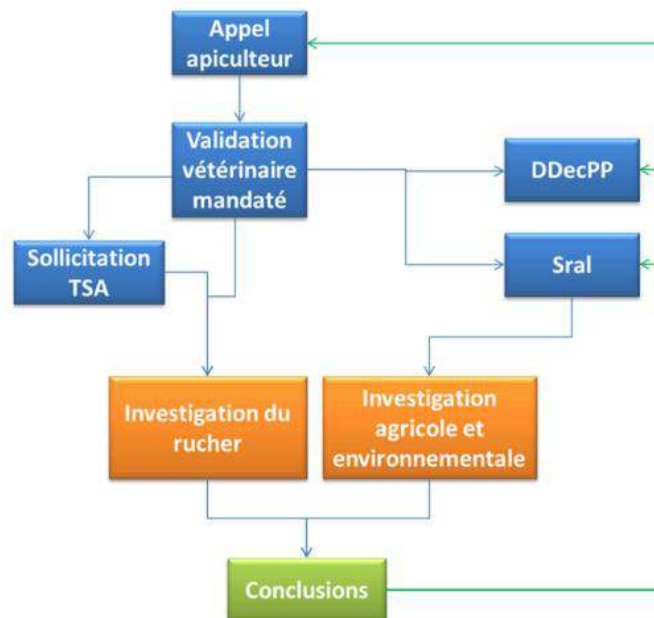 Appel
apiculteur
Validation
vétérinaire
mandaté
DDecPP
Sollicitation
TSA
Sral
Investigation du
rucher
Investigation
agricole et
environnementale
Conclusions